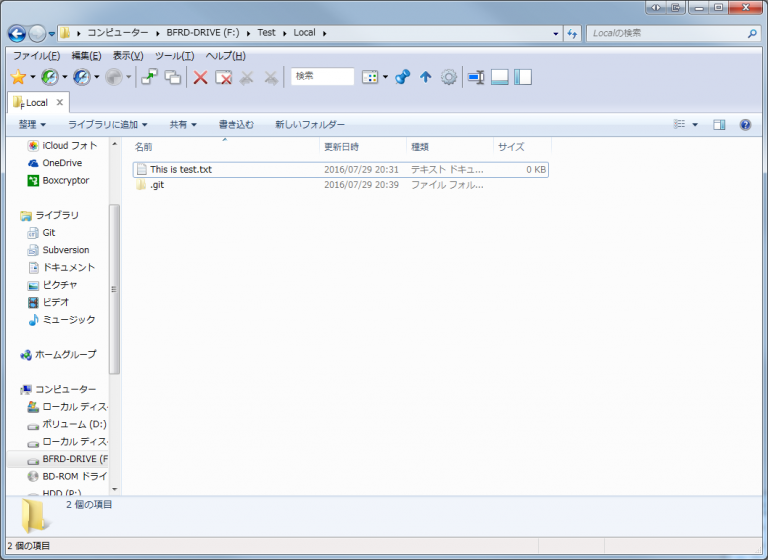 コンピューター BFRD-DRIVE (F:) Test Local
Localの検索
ファイル(F) 編集(E) 表示(V) ツール(T) ヘルプ(H)
検索
F Local
整理 ライブラリに追加 共有 書き込む 新しいフォルダー
名前 更新日時 種類 サイズ
This is test.txt 2016/07/29 20:31 テキスト ドキュ... 0 KB
.git 2016/07/29 20:39 ファイル フォル...
iCloud フォト
OneDrive
Boxcryptor
ライブラリ
Git
Subversion
ドキュメント
ピクチャ
ビデオ
ミュージック
ホームグループ
コンピューター
ローカル ディス
ボリューム (D:)
ローカル ディス
BFRD-DRIVE (F
BD-ROM ドライ
HDD (P:)
2 個の項目
2 個の項目